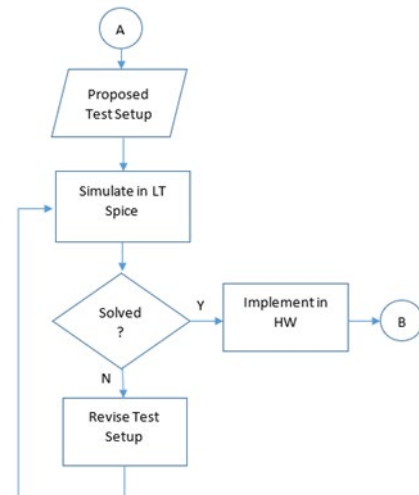 A
Proposed
Test Setup
Simulate in LT
Spice
Solved
?
Y
Implement in
HW
B
N
Revise Test
Setup